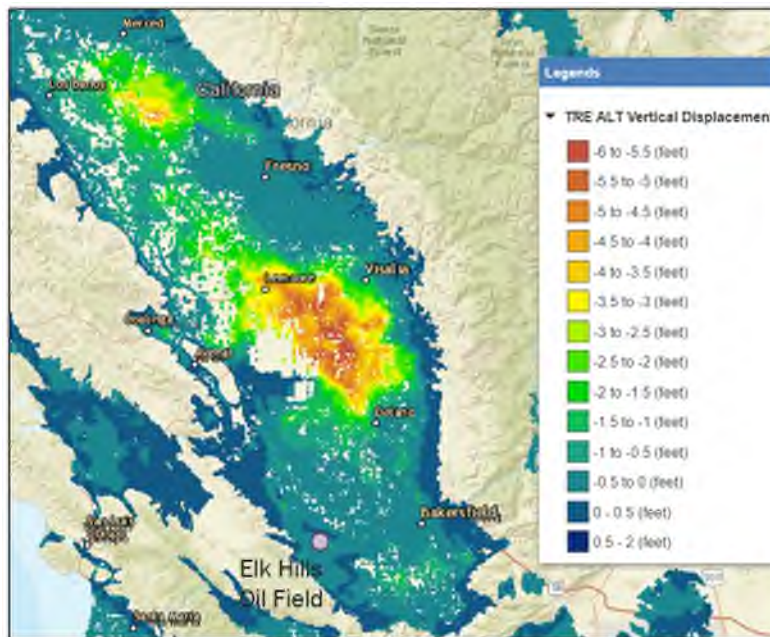 Merced
Los Banos
California
Fresno
Visalia
Lemoore
Coalinga
Delano
Bakersfield
Elk Hills
Oil Field
Santa Maria
Legends
TRE ALT Vertical Displacemen
-6 to -5.5 (feet)
-5.5 to -5 (feet)
-5 to -4.5 (feet)
-4.5 to -4 (feet)
-4 to -3.5 (feet)
-3.5 to -3 (feet)
-3 to -2.5 (feet)
-2.5 to -2 (feet)
-2 to -1.5 (feet)
-1.5 to -1 (feet)
-1 to -0.5 (feet)
-0.5 to 0 (feet)
0 - 0.5 (feet)
0.5 - 2 (feet)